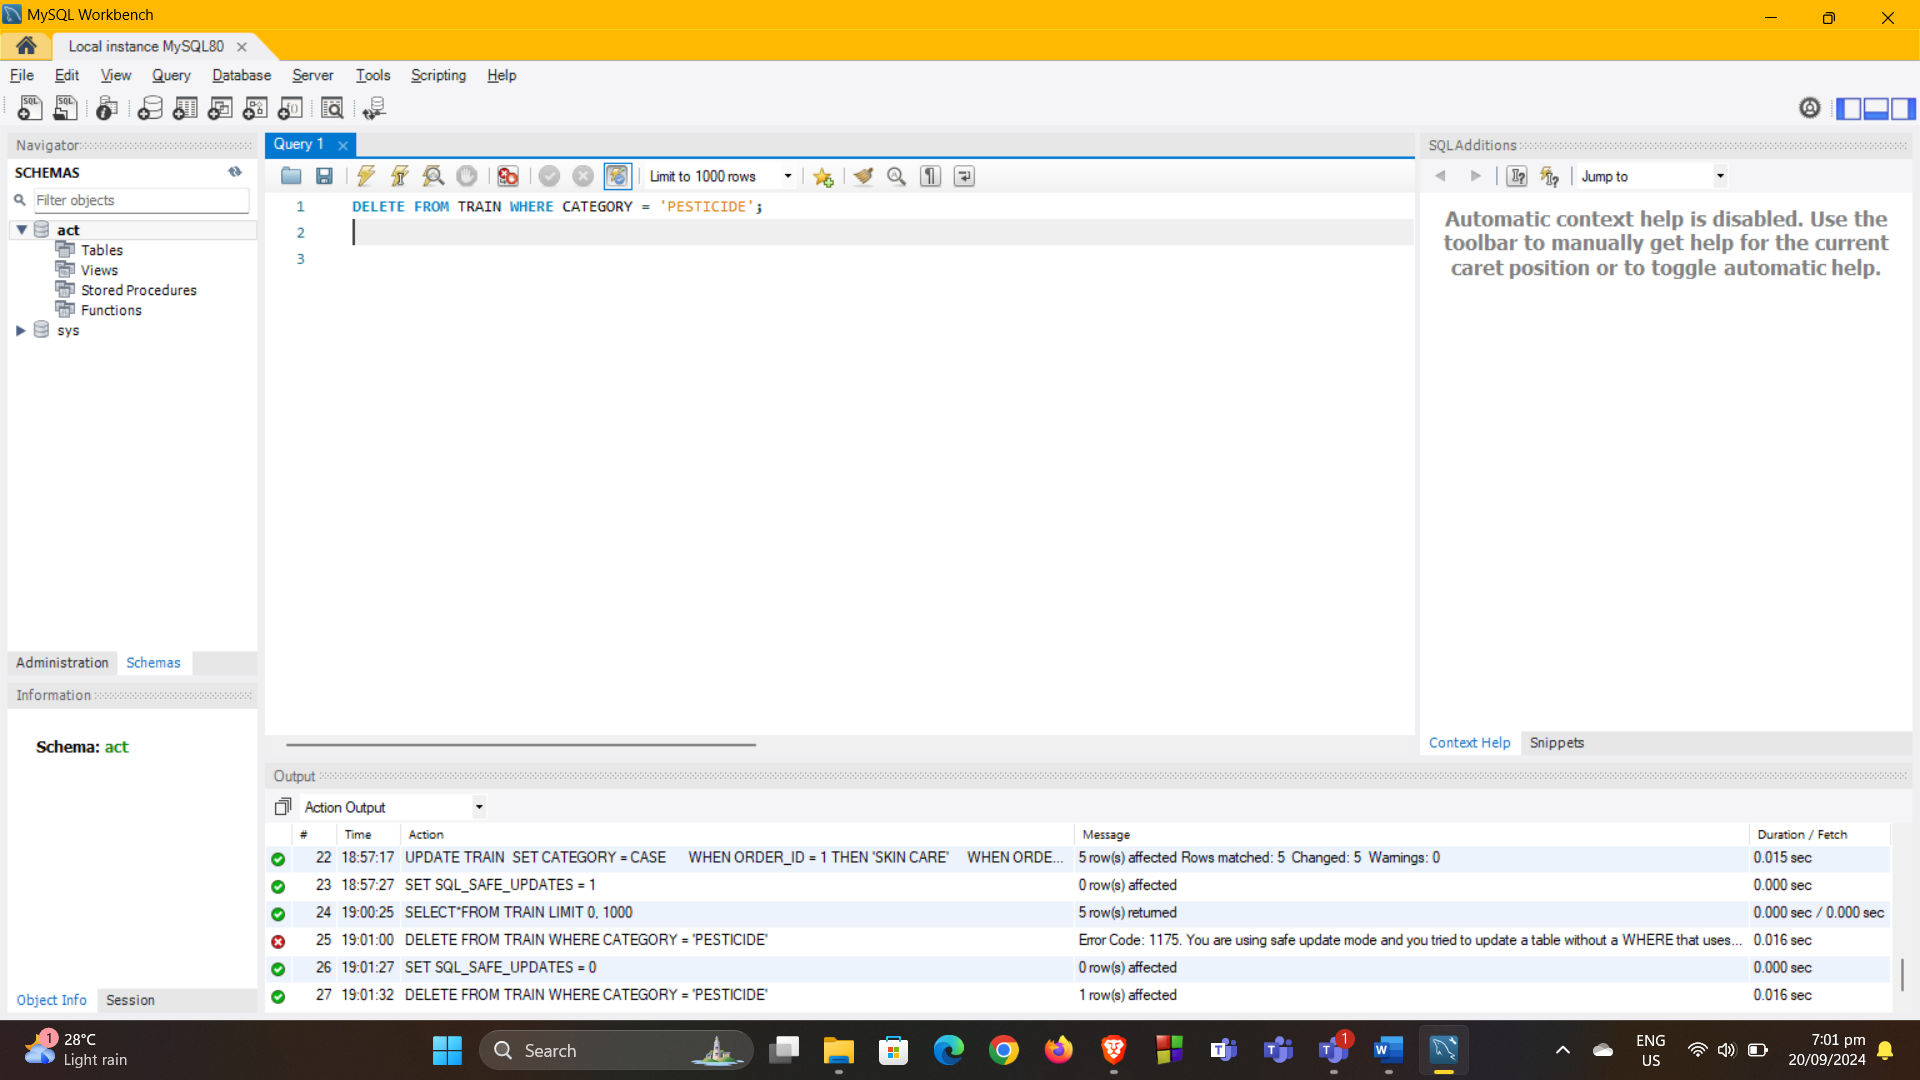 MySQL Workbench
Local instance MySQL80
File Edit View Query Database Server Tools Scripting Help
Navigator
SCHEMAS
Filter objects
act
Tables
Views
Stored Procedures
Functions
sys
Administration Schemas
Information
Schema: act
Object Info Session
Query 1
Limit to 1000 rows
1 DELETE FROM TRAIN WHERE CATEGORY = 'PESTICIDE';
2
3
SQLAdditions
Jump to
Automatic context help is disabled. Use the
toolbar to manually get help for the current
caret position or to toggle automatic help.
Context Help Snippets
Output
Action Output
# Time Action Message Duration / Fetch
22 18:57:17 UPDATE TRAIN SET CATEGORY = CASE WHEN ORDER_ID = 1 THEN 'SKIN CARE' WHEN ORDE... 5 row(s) affected Rows matched: 5 Changed: 5 Warnings: 0 0.015 sec
23 18:57:27 SET SQL_SAFE_UPDATES = 1 0 row(s) affected 0.000 sec
24 19:00:25 SELECT*FROM TRAIN LIMIT 0, 1000 5 row(s) returned 0.000 sec / 0.000 sec
25 19:01:00 DELETE FROM TRAIN WHERE CATEGORY = 'PESTICIDE' Error Code: 1175. You are using safe update mode and you tried to update a table without a WHERE that uses... 0.016 sec
26 19:01:27 SET SQL_SAFE_UPDATES = 0 0 row(s) affected 0.000 sec
27 19:01:32 DELETE FROM TRAIN WHERE CATEGORY = 'PESTICIDE' 1 row(s) affected 0.016 sec
1
28°C
Light rain
Search
1
ENG
US
7:01 pm
20/09/2024